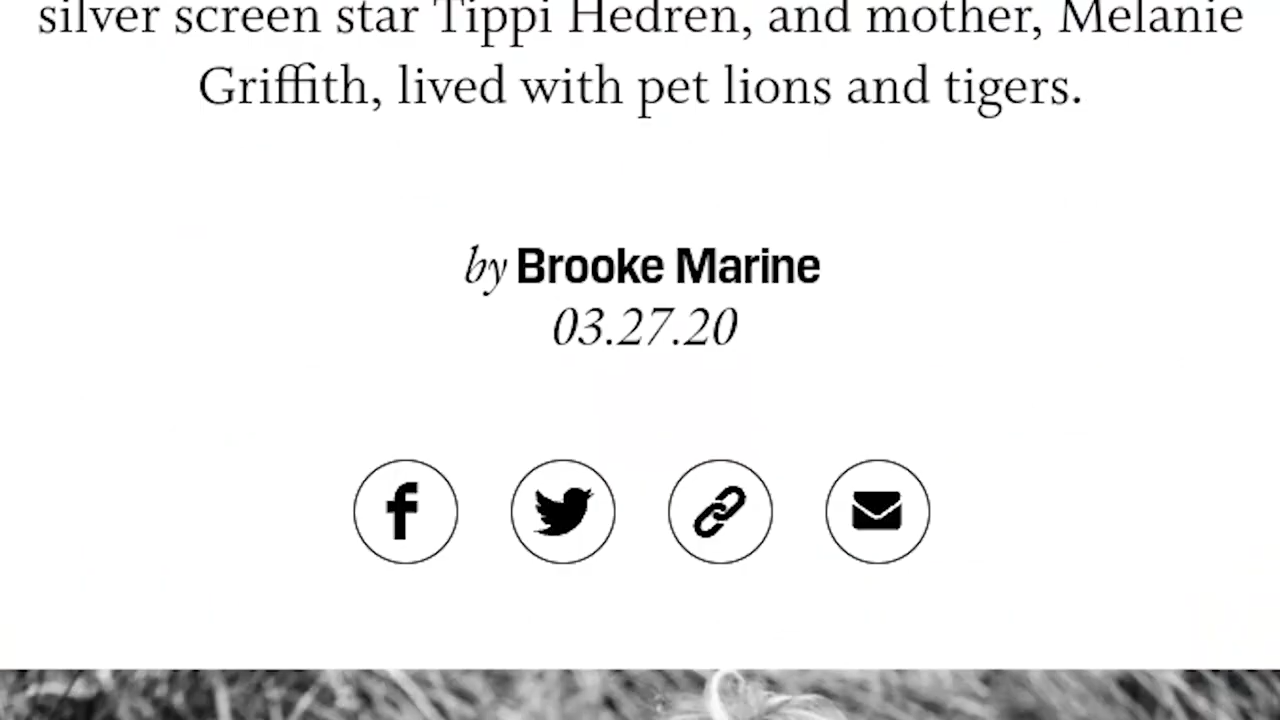 silver screen star Tippi Hedren, and mother, Melanie
Griffith, lived with pet lions and tigers.
by Brooke Marine
03.27.20